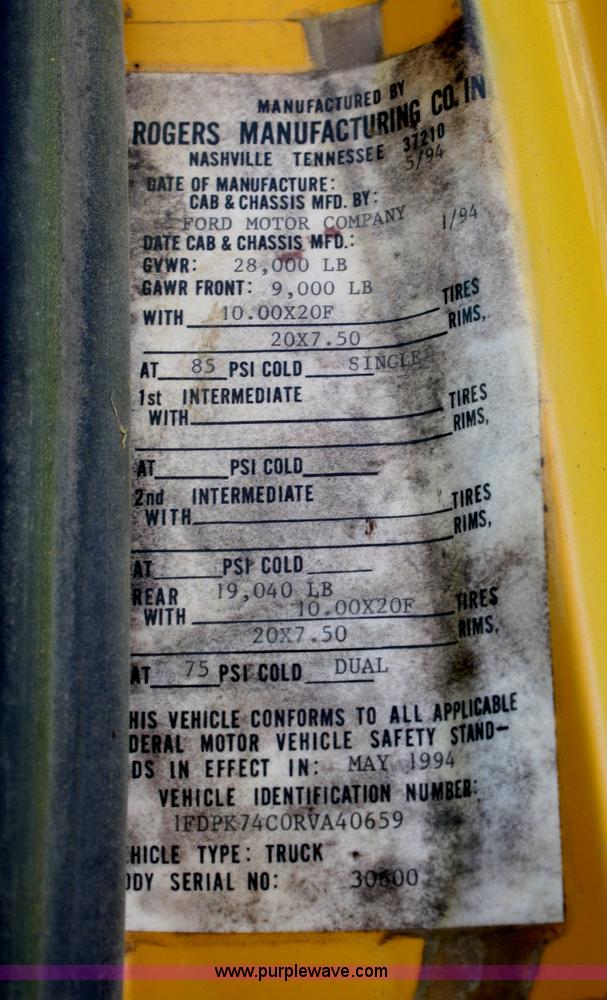 MANUFACTURED BY
ROGERS MANUFACTURING CO. IN
NASHVILLE TENNESSEE 37210
DATE OF MANUFACTURE: 5/94
CAB & CHASSIS MFD. BY:
FORD MOTOR COMPANY
DATE CAB & CHASSIS MFD.: 1/94
GVWR: 28,000 LB
GAWR FRONT: 9,000 LB
WITH 10.00X20F TIRES
20X7.50 RIMS,
AT 85 PSI COLD SINGLE
1st INTERMEDIATE
WITH TIRES
RIMS,
AT PSI COLD
2nd INTERMEDIATE
WITH TIRES
RIMS,
AT PSI COLD
REAR 19,040 LB
WITH 10.00X20F TIRES
20X7.50 RIMS,
AT 75 PSI COLD DUAL
HIS VEHICLE CONFORMS TO ALL APPLICABLE
DERAL MOTOR VEHICLE SAFETY STAND-
DS IN EFFECT IN: MAY 1994
VEHICLE IDENTIFICATION NUMBER:
1FDPK74C0RVA40659
EHICLE TYPE: TRUCK
ODY SERIAL NO: 30600
www.purplewave.com